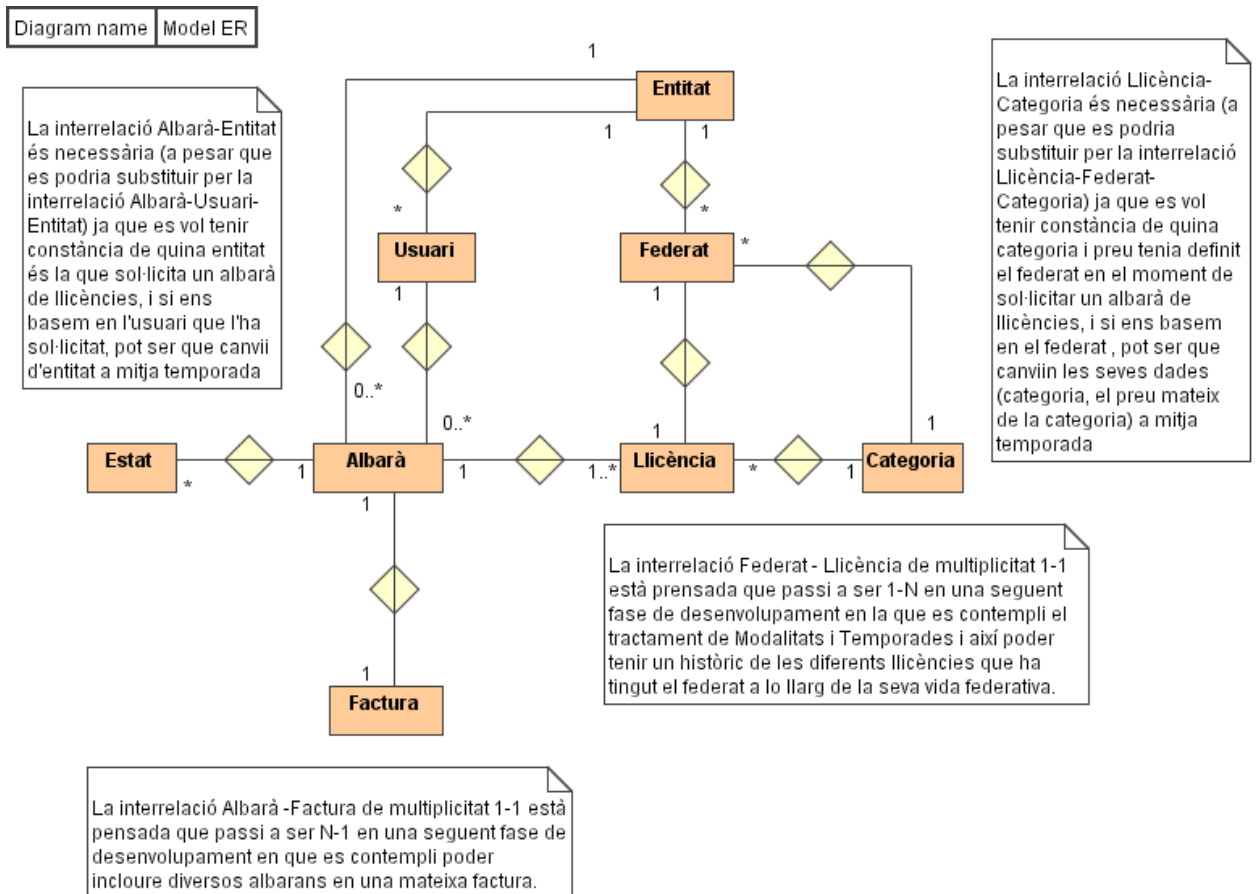 Diagram name Model ER
La interrelació Albarà-Entitat
és necessària (a pesar que
es podria substituir per la
interrelació Albarà-Usuari-
Entitat) ja que es vol tenir
constància de quina entitat
és la que sol·licita un albarà
de llicències, i si ens
basem en l'usuari que l'ha
sol·licitat, pot ser que canvii
d'entitat a mitja temporada
1
Entitat
1
1
*
*
Usuari
Federat
*
1
1
La interrelació Llicència-
Categoria és necessària (a
pesar que es podria
substituir per la interrelació
Llicència-Federat-
Categoria) ja que es vol
tenir constància de quina
categoria i preu tenia definit
el federat en el moment de
sol·licitar un albarà de
llicències, i si ens basem
en el federat , pot ser que
canviin les seves dades
(categoria, el preu mateix
de la categoria) a mitja
temporada
0..*
0..*
1
1
Estat
*
1
Albarà
1
1..*
Llicència
*
1
Categoria
1
1
Factura
La interrelació Federat - Llicència de multiplicitat 1-1
està prensada que passi a ser 1-N en una seguent
fase de desenvolupament en la que es contempli el
tractament de Modalitats i Temporades i així poder
tenir un històric de les diferents llicències que ha
tingut el federat a lo llarg de la seva vida federativa.
La interrelació Albarà -Factura de multiplicitat 1-1 està
pensada que passi a ser N-1 en una seguent fase de
desenvolupament en que es contempli poder
incloure diversos albarans en una mateixa factura.